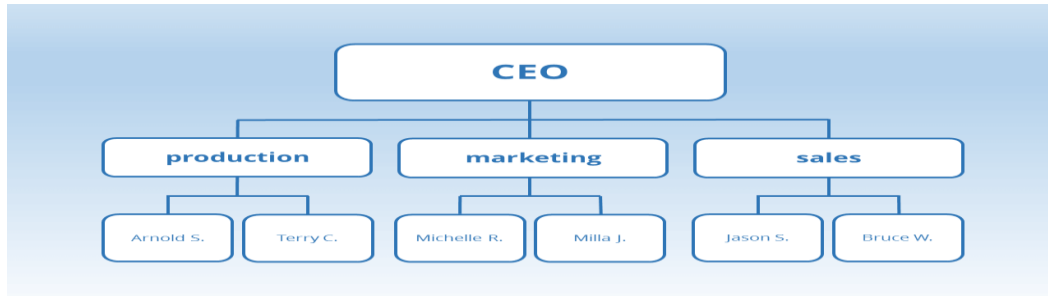 CEO
production
marketing
sales
Arnold S.
Terry C.
Michelle R.
Milla J.
Jason S.
Bruce W.